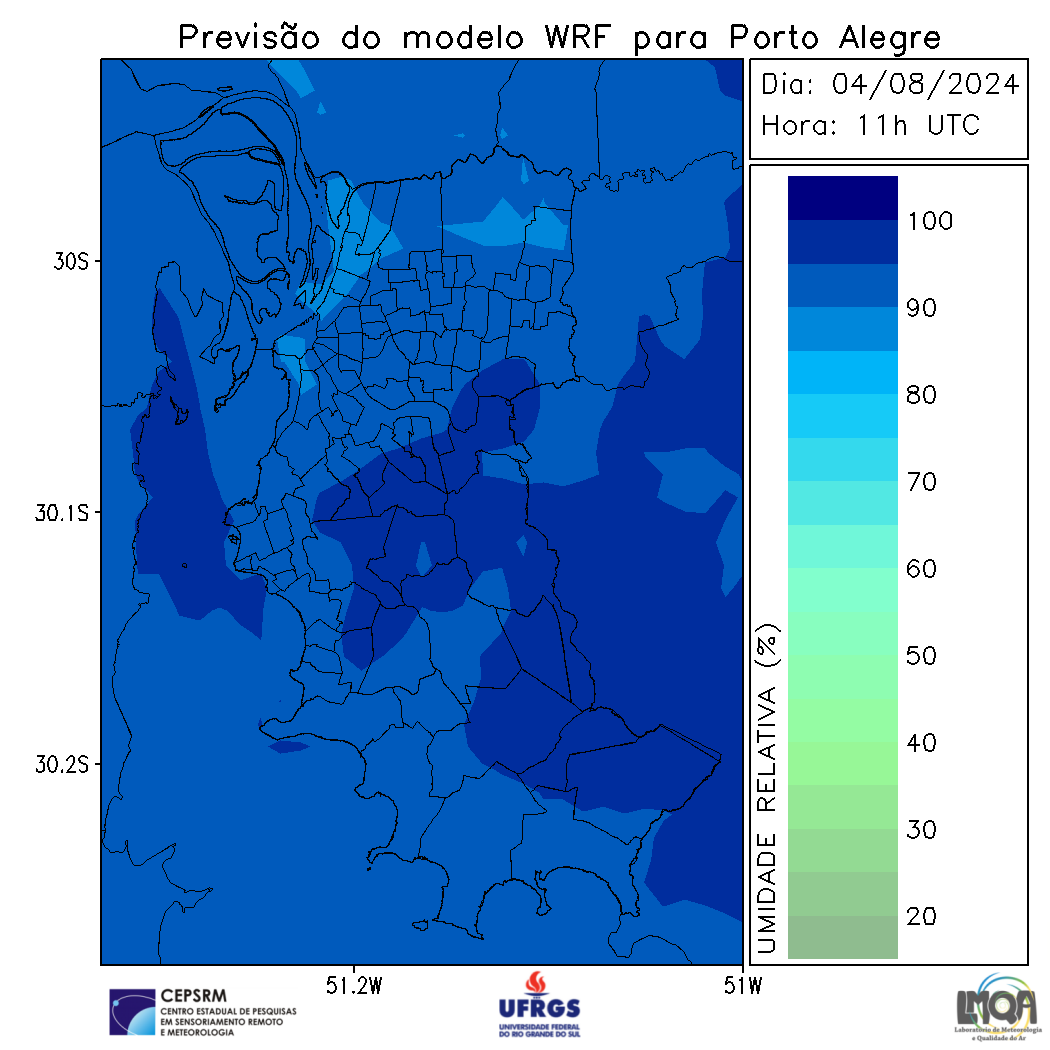 Previsão do modelo WRF para Porto Alegre
Dia: 04/08/2024
Hora: 11h UTC
30S
30.1S
30.2S
51.2W
51W
100
90
80
70
60
50
40
30
20
UMIDADE RELATIVA (%)
CEPSRM
CENTRO ESTADUAL DE PESQUISAS
EM SENSORIAMENTO REMOTO
E METEOROLOGIA
UFRGS
UNIVERSIDADE FEDERAL
DO RIO GRANDE DO SUL
LMQA
Laboratório de Meteorologia
e Qualidade do Ar